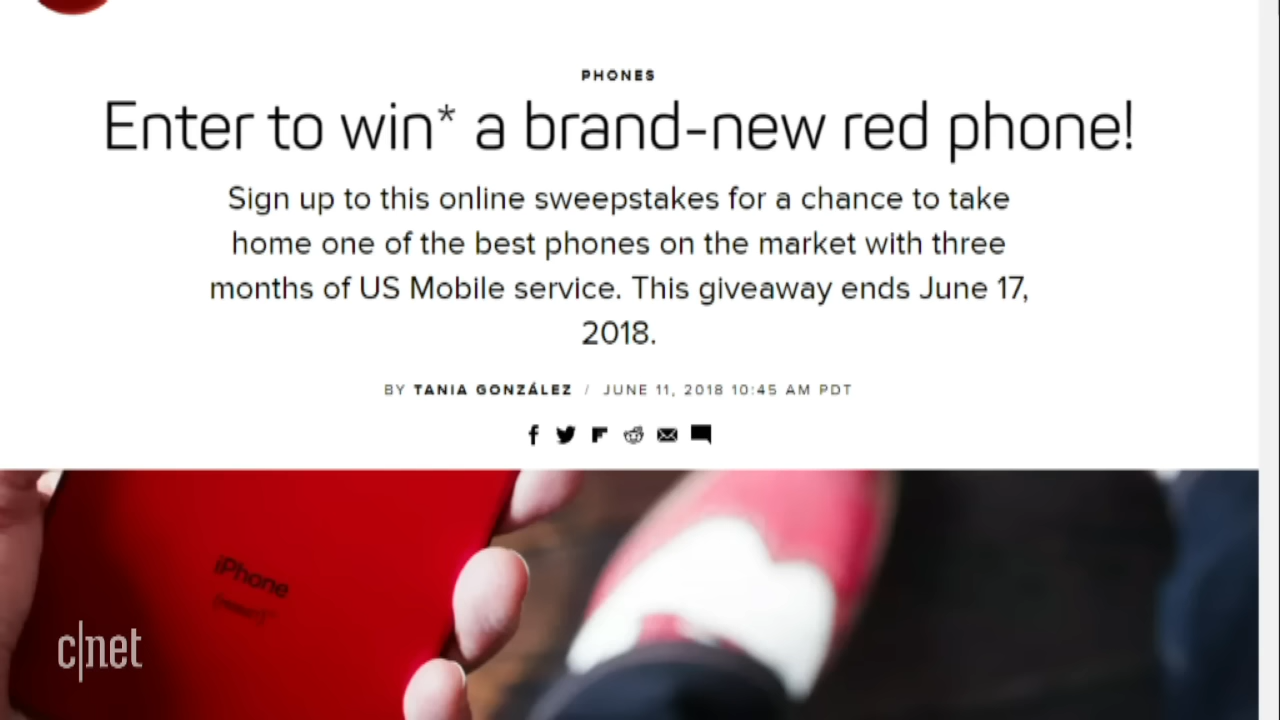 PHONES
Enter to win* a brand-new red phone!
Sign up to this online sweepstakes for a chance to take
home one of the best phones on the market with three
months of US Mobile service. This giveaway ends June 17,
2018.
BY TANIA GONZÁLEZ / JUNE 11, 2018 10:45 AM PDT
iPhone
c|net